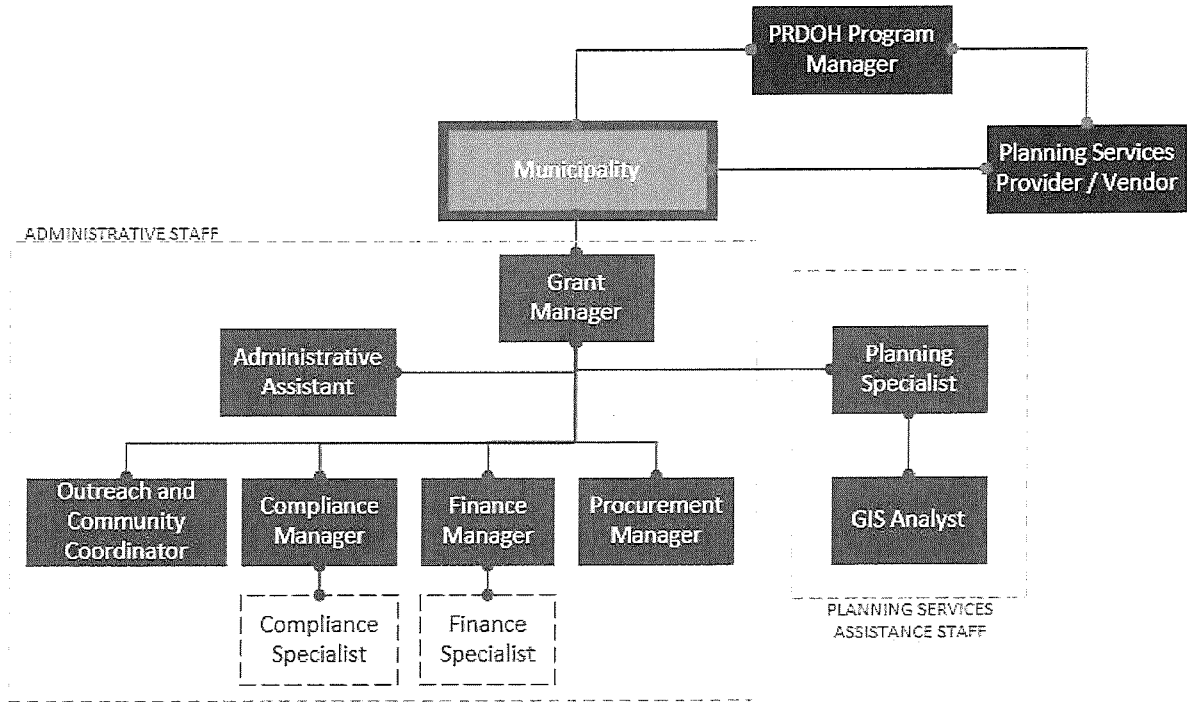 PRDOH Program
Manager
Municipality
Planning Services
Provider / Vendor
ADMINISTRATIVE STAFF
Grant
Manager
Administrative
Assistant
Planning
Specialist
Outreach and
Community
Coordinator
Compliance
Manager
Finance
Manager
Procurement
Manager
GIS Analyst
Compliance
Specialist
Finance
Specialist
PLANNING SERVICES
ASSISTANCE STAFF